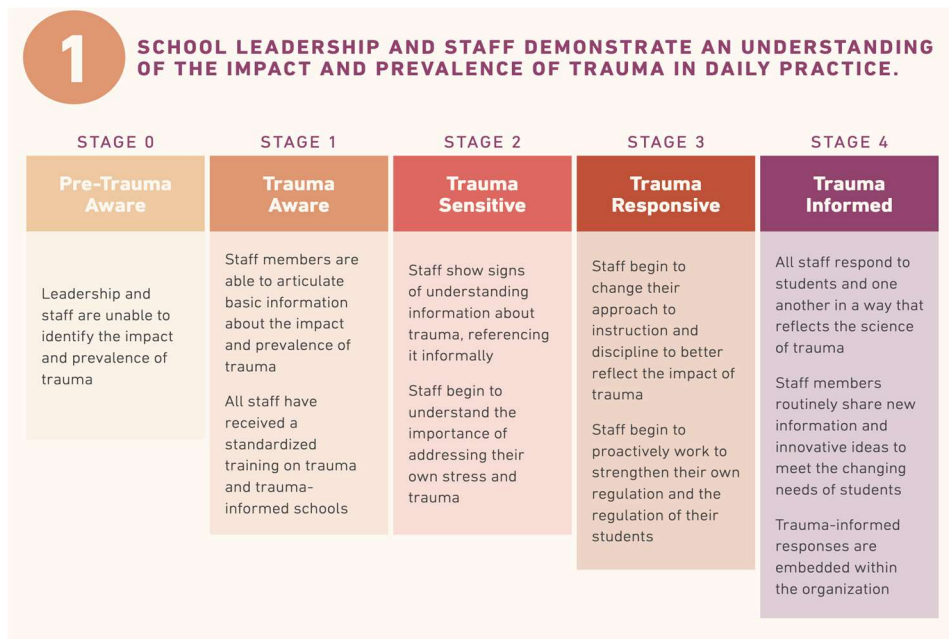 1
SCHOOL LEADERSHIP AND STAFF DEMONSTRATE AN UNDERSTANDING
OF THE IMPACT AND PREVALENCE OF TRAUMA IN DAILY PRACTICE.
STAGE 0
Pre-Trauma
Aware
Leadership and
staff are unable to
identify the impact
and prevalence of
trauma
STAGE 1
Trauma
Aware
Staff members are
able to articulate
basic information
about the impact
and prevalence of
trauma
All staff have
received a
standardized
training on trauma
and trauma-
informed schools
STAGE 2
Trauma
Sensitive
Staff show signs
of understanding
information about
trauma, referencing
it informally
Staff begin to
understand the
importance of
addressing their
own stress and
trauma
STAGE 3
Trauma
Responsive
Staff begin to
change their
approach to
instruction and
discipline to better
reflect the impact of
trauma
Staff begin to
proactively work to
strengthen their own
regulation and the
regulation of their
students
STAGE 4
Trauma
Informed
All staff respond to
students and one
another in a way that
reflects the science
of trauma
Staff members
routinely share new
information and
innovative ideas to
meet the changing
needs of students
Trauma-informed
responses are
embedded within
the organization